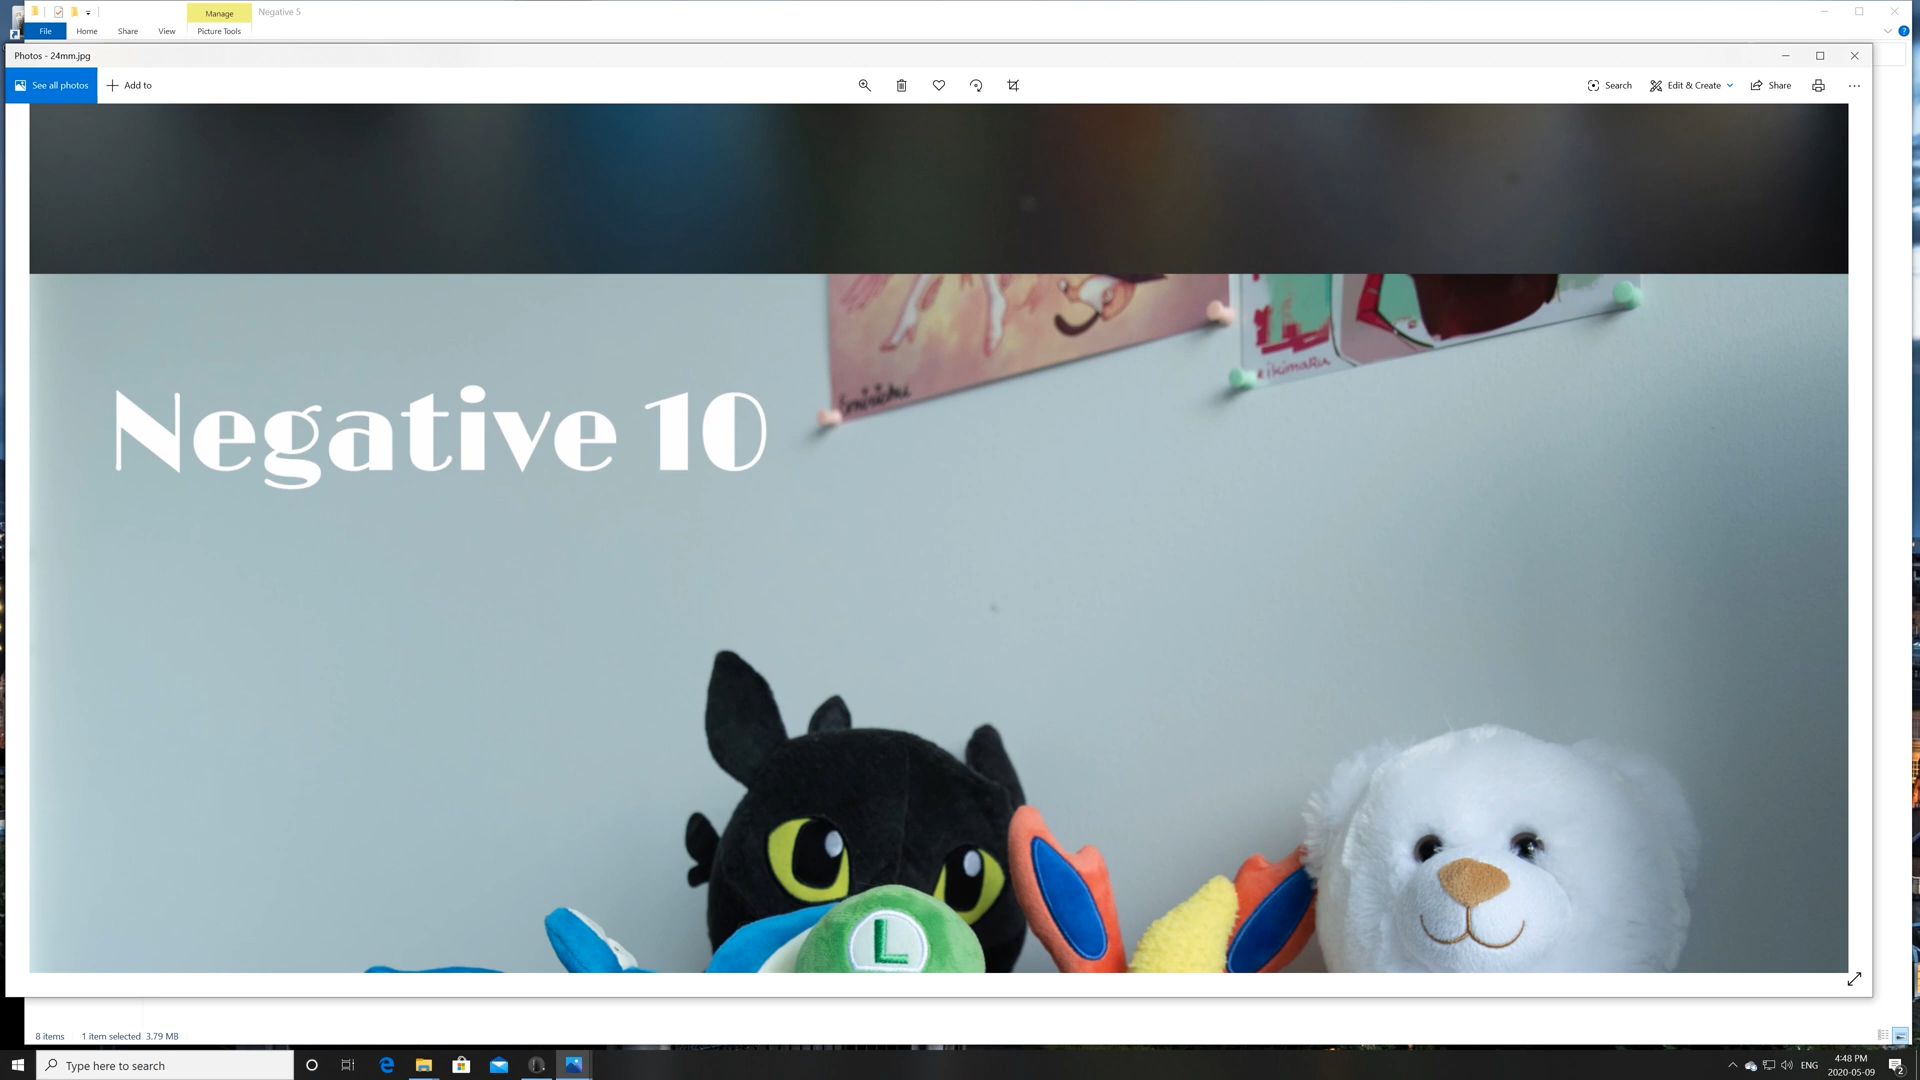 Manage
Negative 5
File
Home
Share
View
Picture Tools
Photos - 24mm.jpg
See all photos
Add to
Search
Edit & Create
Share
Negative 10
ikimaru
L
8 items
1 item selected 3.79 MB
Type here to search
ENG
4:48 PM
2020-05-09
2